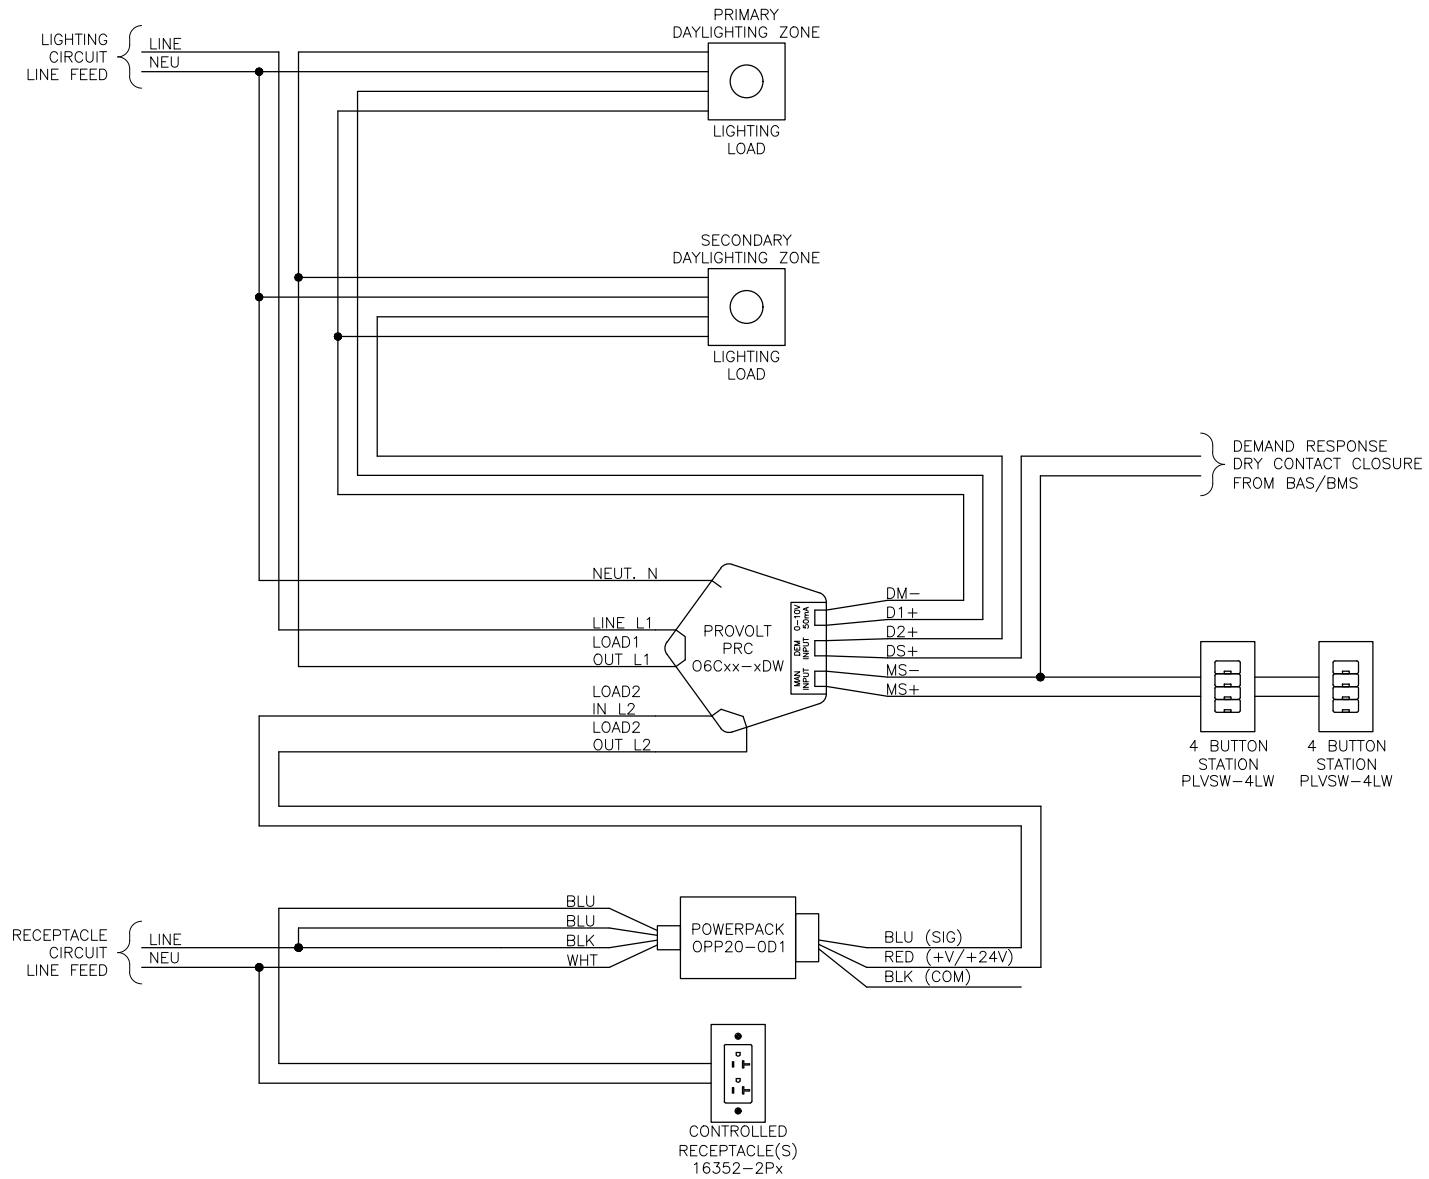 PRIMARY
DAYLIGHTING ZONE
LIGHTING
CIRCUIT
LINE FEED
LINE
NEU
LIGHTING
LOAD
SECONDARY
DAYLIGHTING ZONE
LIGHTING
LOAD
DEMAND RESPONSE
DRY CONTACT CLOSURE
FROM BAS/BMS
NEUT. N
LINE L1
LOAD1
OUT L1
LOAD2
IN L2
LOAD2
OUT L2
PROVOLT
PRC
O6Cxx-xDW
0-10V
50mA
DEM
INPUT
MAN
INPUT
DM-
D1+
D2+
DS+
MS-
MS+
4 BUTTON
STATION
PLVSW-4LW
4 BUTTON
STATION
PLVSW-4LW
RECEPTACLE
CIRCUIT
LINE FEED
LINE
NEU
BLU
BLU
BLK
WHT
POWERPACK
OPP20-0D1
BLU (SIG)
RED (+V/+24V)
BLK (COM)
CONTROLLED
RECEPTACLE(S)
16352-2Px